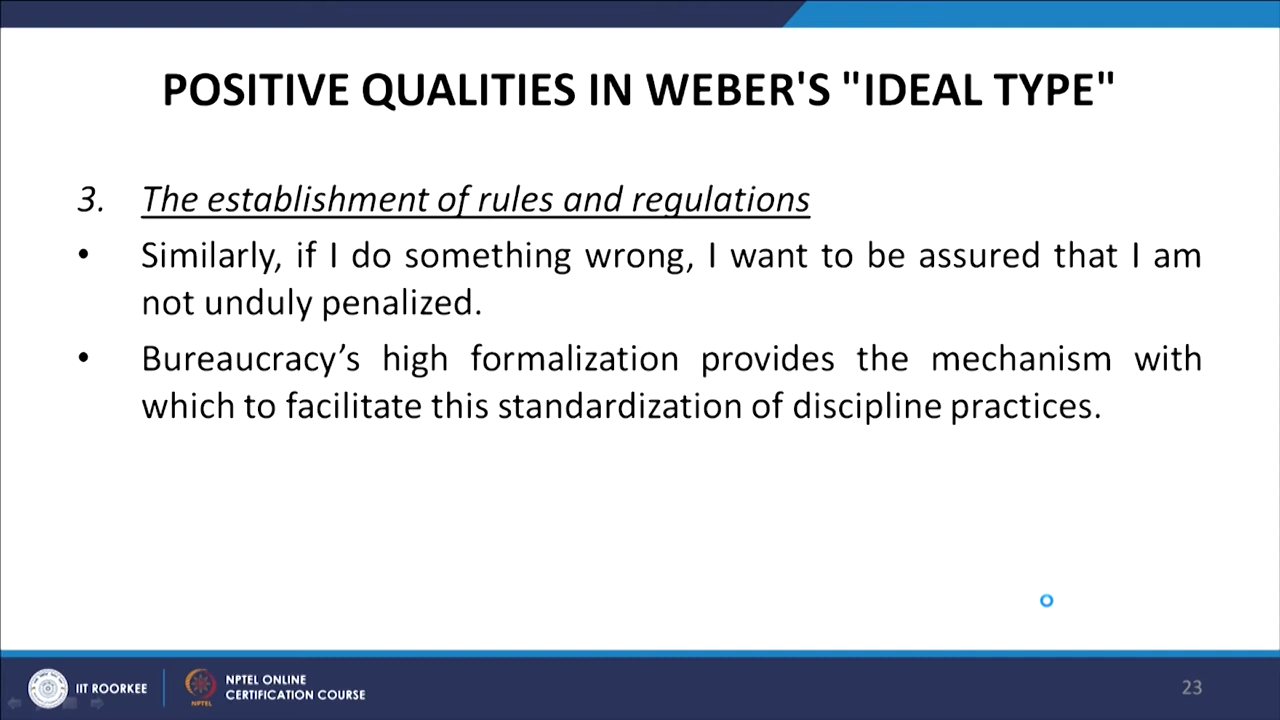 POSITIVE QUALITIES IN WEBER'S "IDEAL TYPE"
3. The establishment of rules and regulations
• Similarly, if I do something wrong, I want to be assured that I am
not unduly penalized.
• Bureaucracy’s high formalization provides the mechanism with
which to facilitate this standardization of discipline practices.
IIT ROORKEE
NPTEL
NPTEL ONLINE
CERTIFICATION COURSE
23